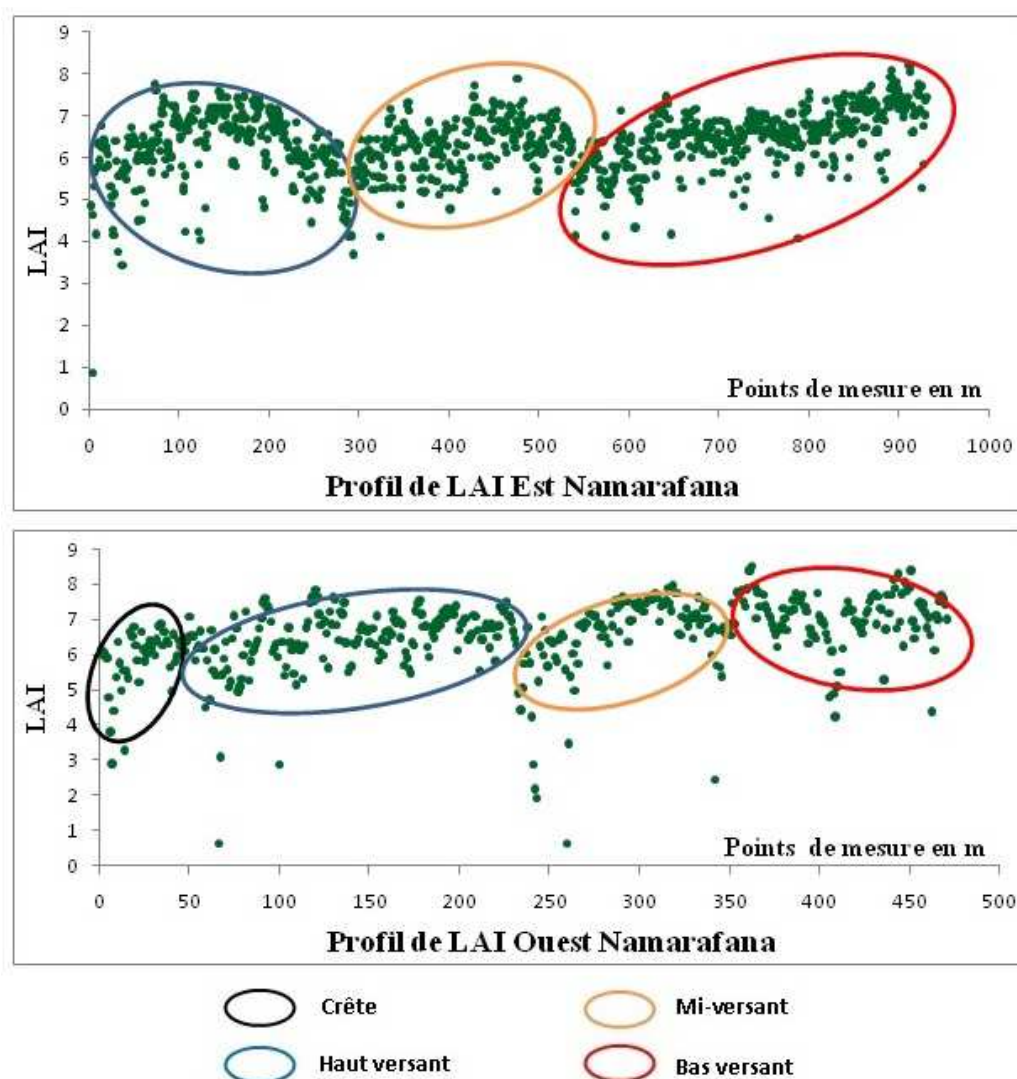 9
8
7
6
5
4
3
2
1
0
LAI
Points de mesure en m
0 100 200 300 400 500 600 700 800 900 1000
Profil de LAI Est Namarafana
9
8
7
6
5
4
3
2
1
0
LAI
Points de mesure en m
0 50 100 150 200 250 300 350 400 450 500
Profil de LAI Ouest Namarafana
Crête Mi-versant
Haut versant Bas versant